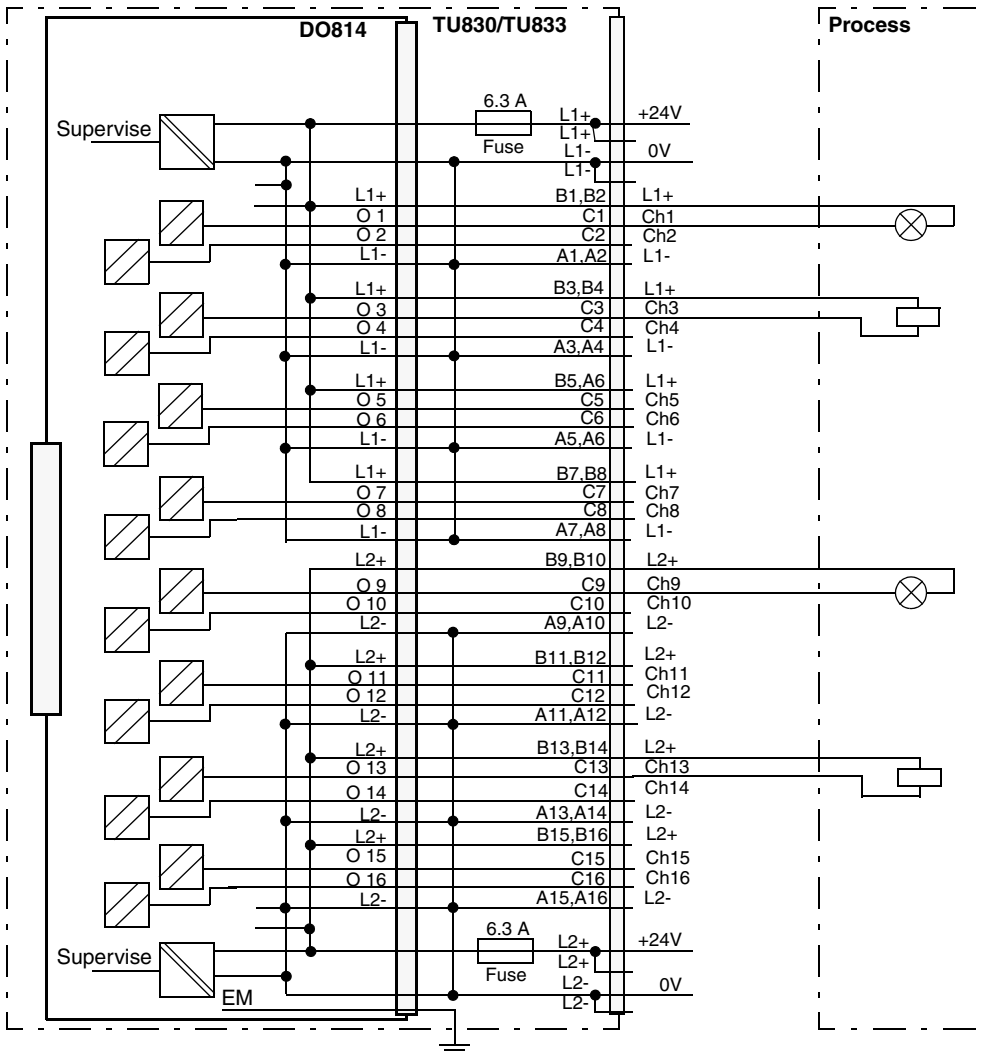 DO814 TU830/TU833 Process
6.3 A
L1+ +24V
Supervise
L1+
Fuse
L1- 0V
L1-
L1+ B1,B2 L1+
O 1 C1 Ch1
O 2 C2 Ch2
L1- A1,A2 L1-
L1+ B3,B4 L1+
O 3 C3 Ch3
O 4 C4 Ch4
L1- A3,A4 L1-
L1+ B5,A6 L1+
O 5 C5 Ch5
O 6 C6 Ch6
L1- A5,A6 L1-
L1+ B7,B8 L1+
O 7 C7 Ch7
O 8 C8 Ch8
L1- A7,A8 L1-
L2+ B9,B10 L2+
O 9 C9 Ch9
O 10 C10 Ch10
L2- A9,A10 L2-
L2+ B11,B12 L2+
O 11 C11 Ch11
O 12 C12 Ch12
L2- A11,A12 L2-
L2+ B13,B14 L2+
O 13 C13 Ch13
O 14 C14 Ch14
L2- A13,A14 L2-
L2+ B15,B16 L2+
O 15 C15 Ch15
O 16 C16 Ch16
L2- A15,A16 L2-
6.3 A
L2+ +24V
Supervise
L2+
Fuse
L2- 0V
EM
L2-